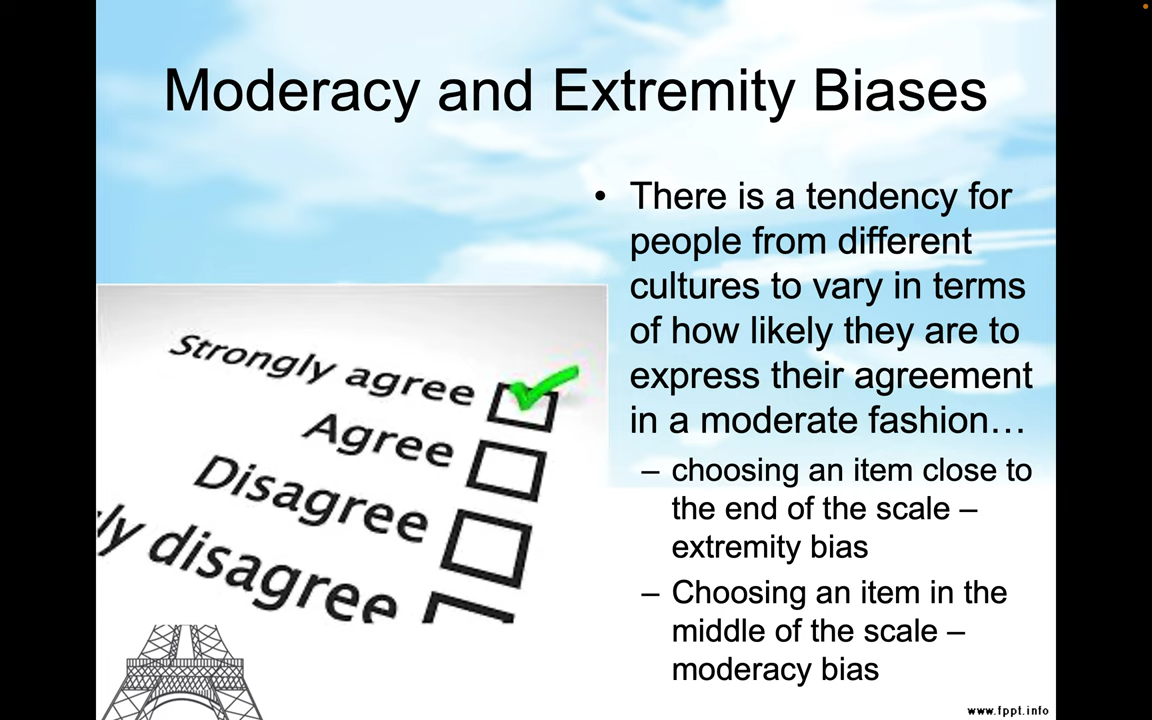 Moderacy and Extremity Biases
• There is a tendency for
people from different
cultures to vary in terms
of how likely they are to
express their agreement
in a moderate fashion…
– choosing an item close to
the end of the scale –
extremity bias
– Choosing an item in the
middle of the scale –
moderacy bias
Strongly agree
Agree
Disagree
ly disagree
www.fppt.info